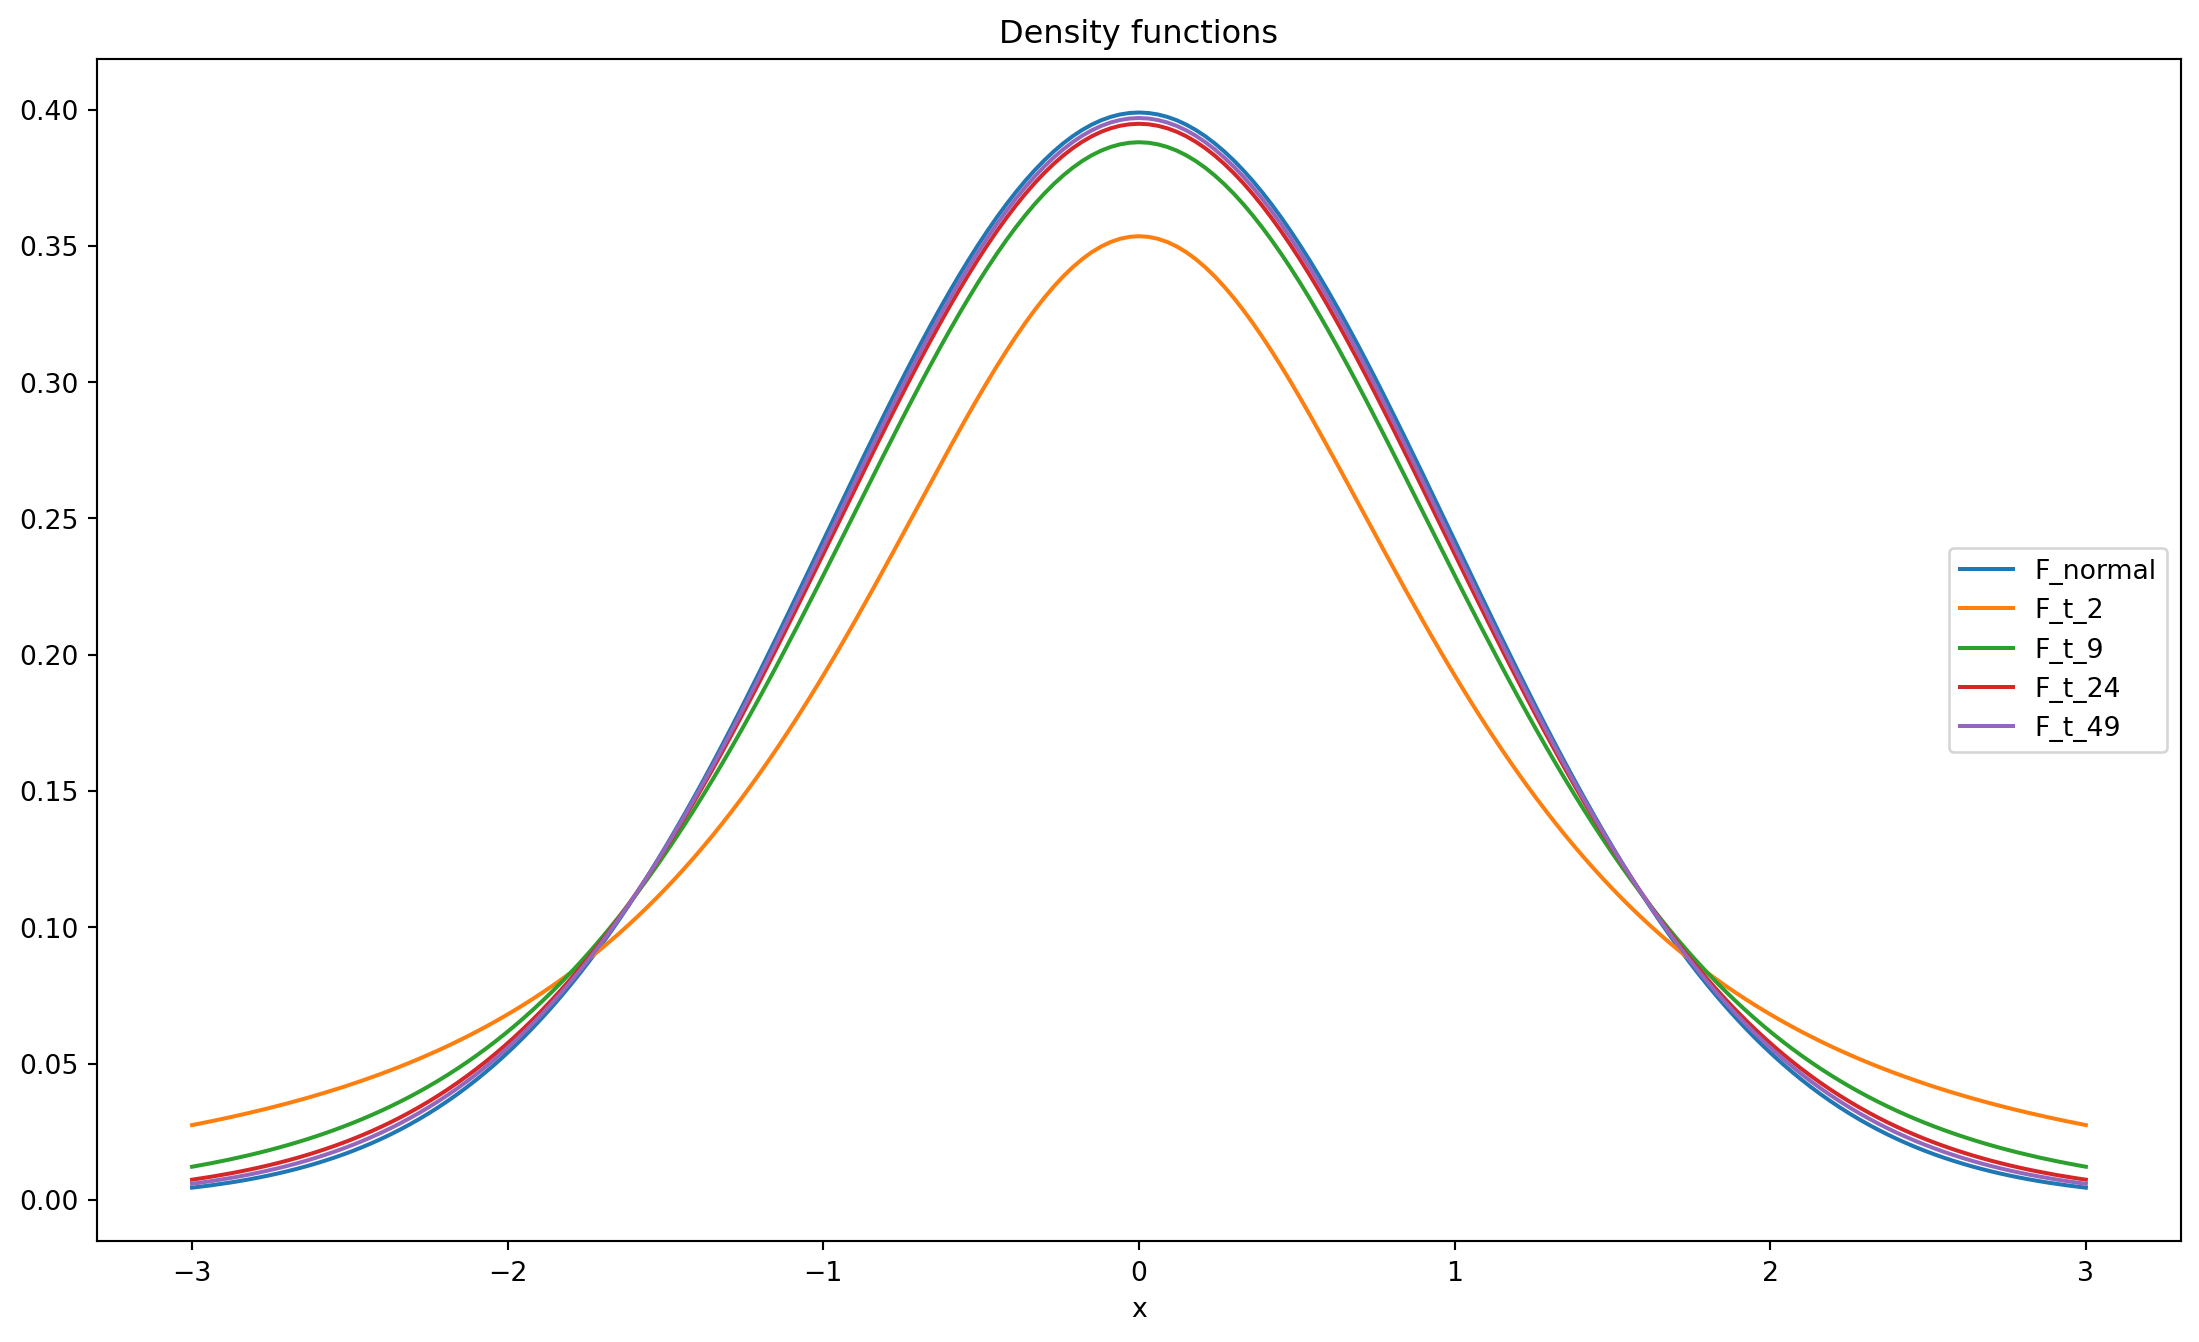 Density functions
0.40
0.35
0.30
0.25
0.20
0.15
0.10
0.05
0.00
F_normal
F_t_2
F_t_9
F_t_24
F_t_49
−3 −2 −1 0 1 2 3
x